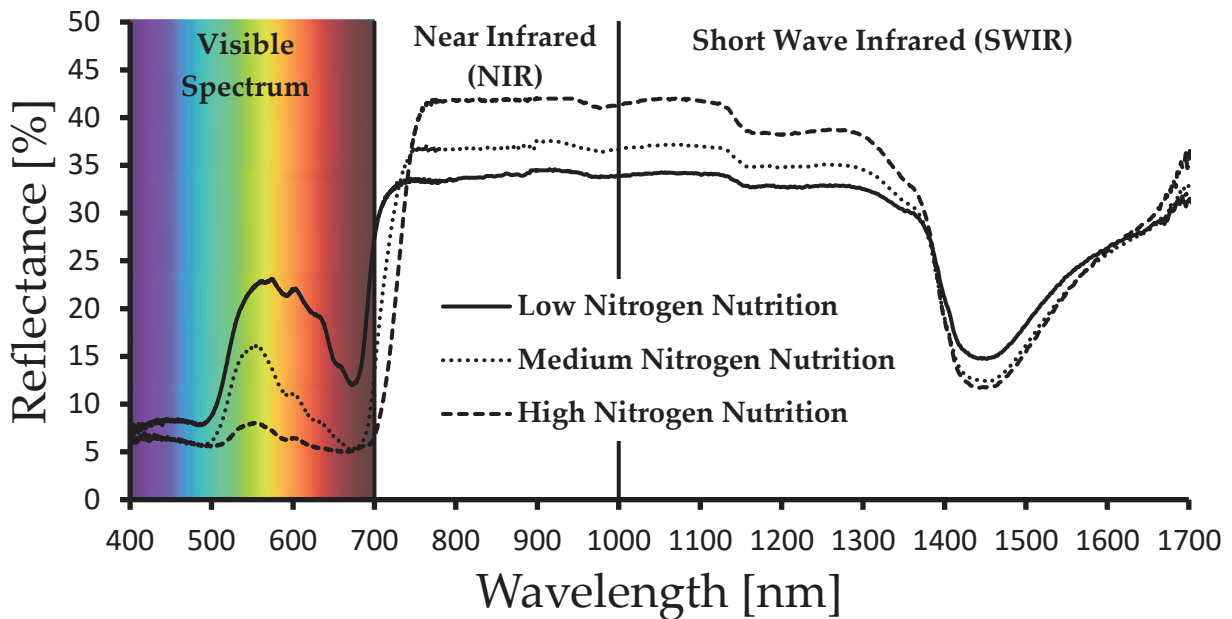 Reflectance [%]
50
45
40
35
30
25
20
15
10
5
0
Visible
Spectrum
Near Infrared
(NIR)
Short Wave Infrared (SWIR)
Low Nitrogen Nutrition
Medium Nitrogen Nutrition
High Nitrogen Nutrition
400 500 600 700 800 900 1000 1100 1200 1300 1400 1500 1600 1700
Wavelength [nm]